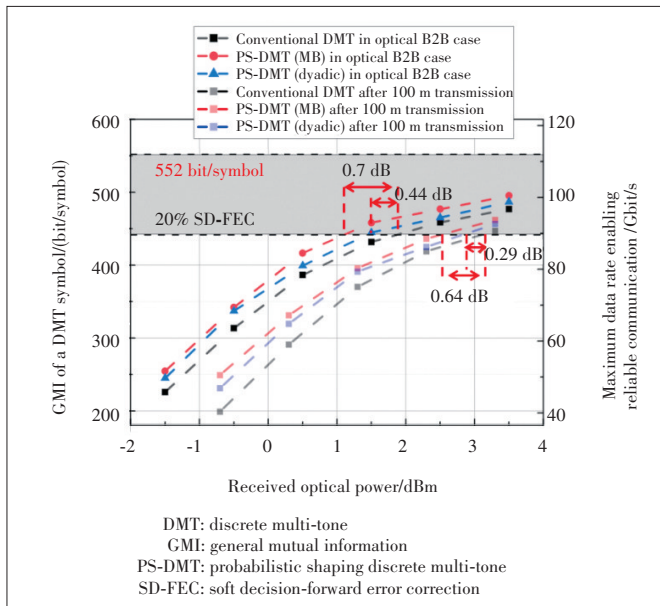 Conventional DMT in optical B2B case
PS-DMT (MB) in optical B2B case
PS-DMT (dyadic) in optical B2B case
Conventional DMT after 100 m transmission
PS-DMT (MB) after 100 m transmission
PS-DMT (dyadic) after 100 m transmission
600 120
552 bit/symbol 0.7 dB
500 0.44 dB 100
20% SD-FEC
400 0.29 dB 80
0.64 dB
300 60
200 40
GMI of a DMT symbol/(bit/symbol)
Maximum data rate enabling
reliable communication /Gbit/s
-2 -1 0 1 2 3 4
Received optical power/dBm
DMT: discrete multi-tone
GMI: general mutual information
PS-DMT: probabilistic shaping discrete multi-tone
SD-FEC: soft decision-forward error correction